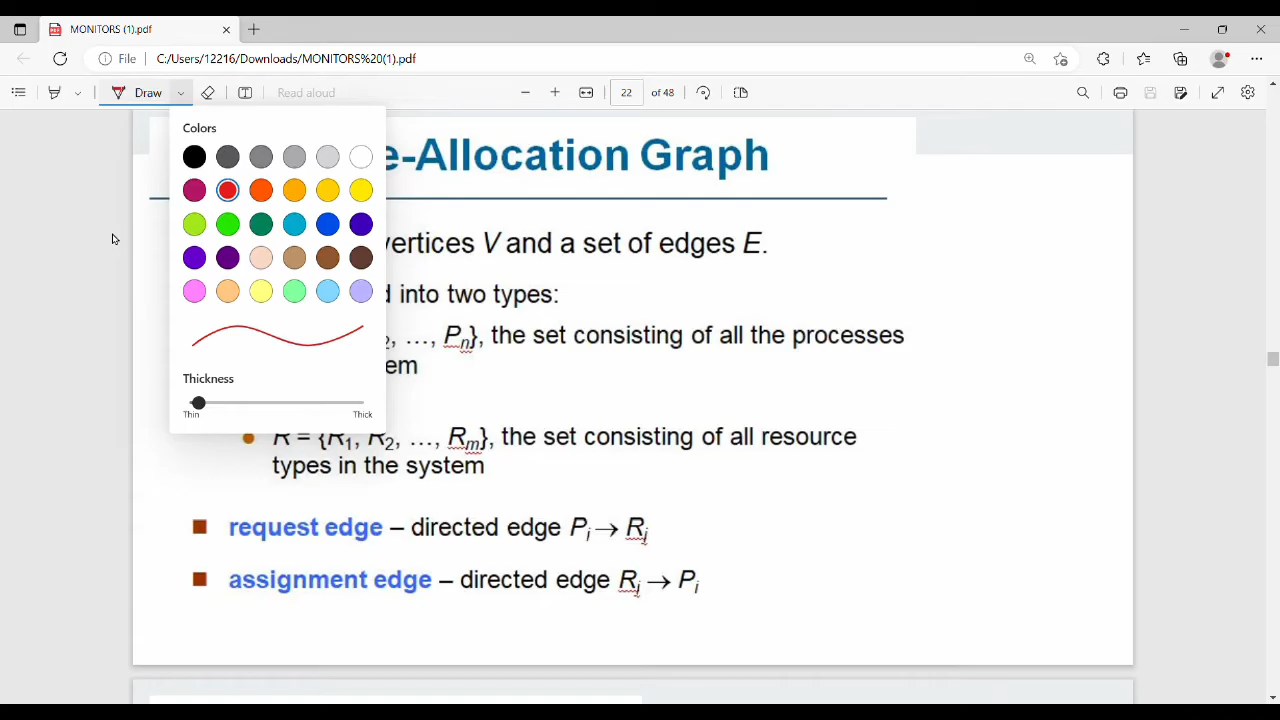 MONITORS (1).pdf
File
C:/Users/12216/Downloads/MONITORS%20(1).pdf
Draw
Read aloud
22 of 48
Colors
Thickness
Thin Thick
e-Allocation Graph
vertices V and a set of edges E.
into two types:
…, Pn}, the set consisting of all the processes
em
R = {R1, R2, …, Rm}, the set consisting of all resource
types in the system
request edge – directed edge Pi → Rj
assignment edge – directed edge Rj → Pi